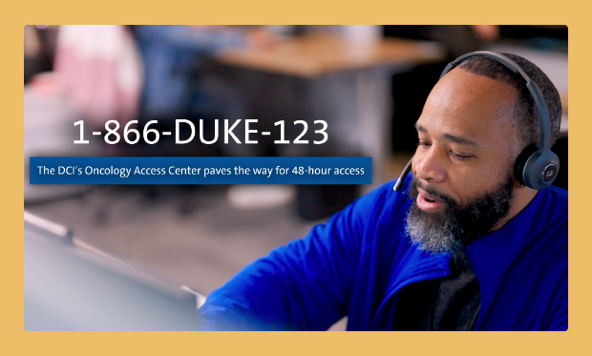 1-866-DUKE-123
The DCI's Oncology Access Center paves the way for 48-hour access